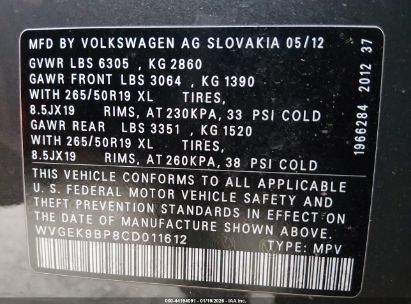 MFD BY VOLKSWAGEN AG SLOVAKIA 05/12
GVWR LBS 6305 , KG 2860
GAWR FRONT LBS 3064 , KG 1390
WITH 265/50R19 XL TIRES,
8.5JX19 RIMS, AT 230KPA, 33 PSI COLD
GAWR REAR LBS 3351 , KG 1520
WITH 265/50R19 XL TIRES,
8.5JX19 RIMS, AT 260KPA, 38 PSI COLD
THIS VEHICLE CONFORMS TO ALL APPLICABLE
U.S. FEDERAL MOTOR VEHICLE SAFETY AND
THEFT PREVENTION STANDARDS IN EFFECT ON
THE DATE OF MANUFACTURE SHOWN ABOVE.
WVGEK9BP8CD011612 TYPE: MPV
1966284 2012 37